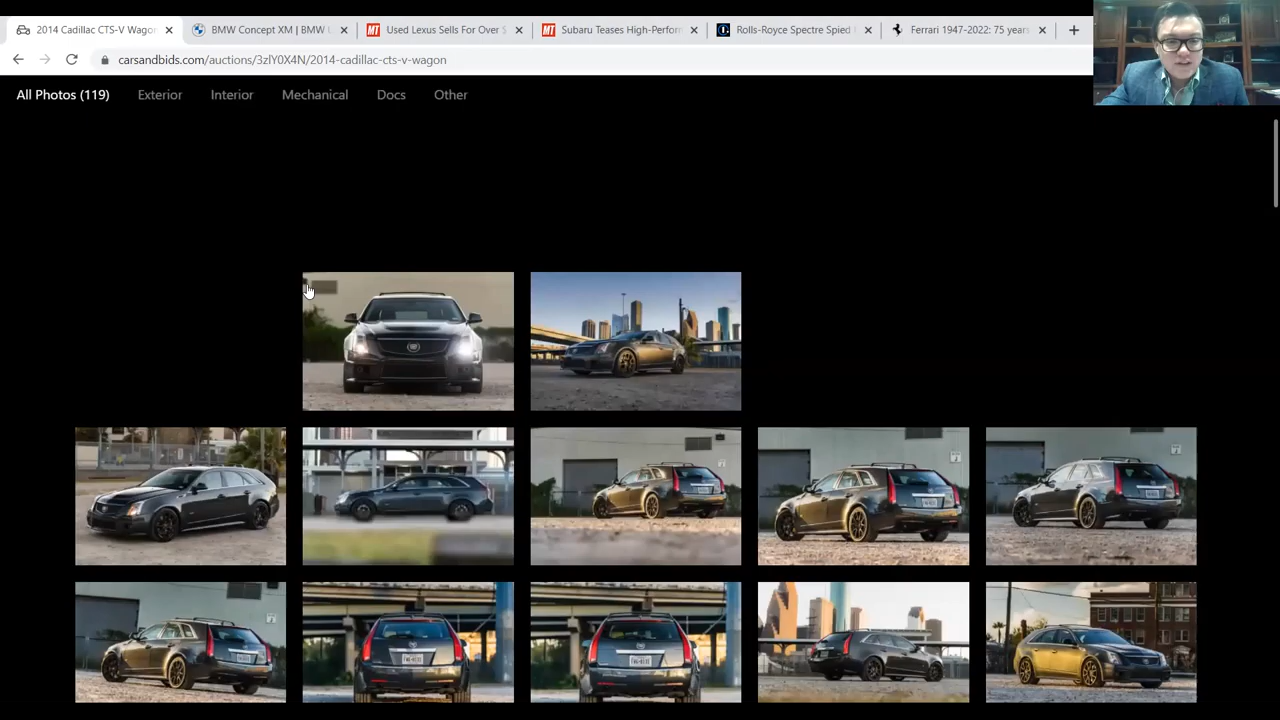 2014 Cadillac CTS-V Wagon
BMW Concept XM | BMW
Used Lexus Sells For Over
Subaru Teases High-Perfor
Rolls-Royce Spectre Spied
Ferrari 1947-2022: 75 years
carsandbids.com/auctions/3zlY0X4N/2014-cadillac-cts-v-wagon
All Photos (119) Exterior Interior Mechanical Docs Other